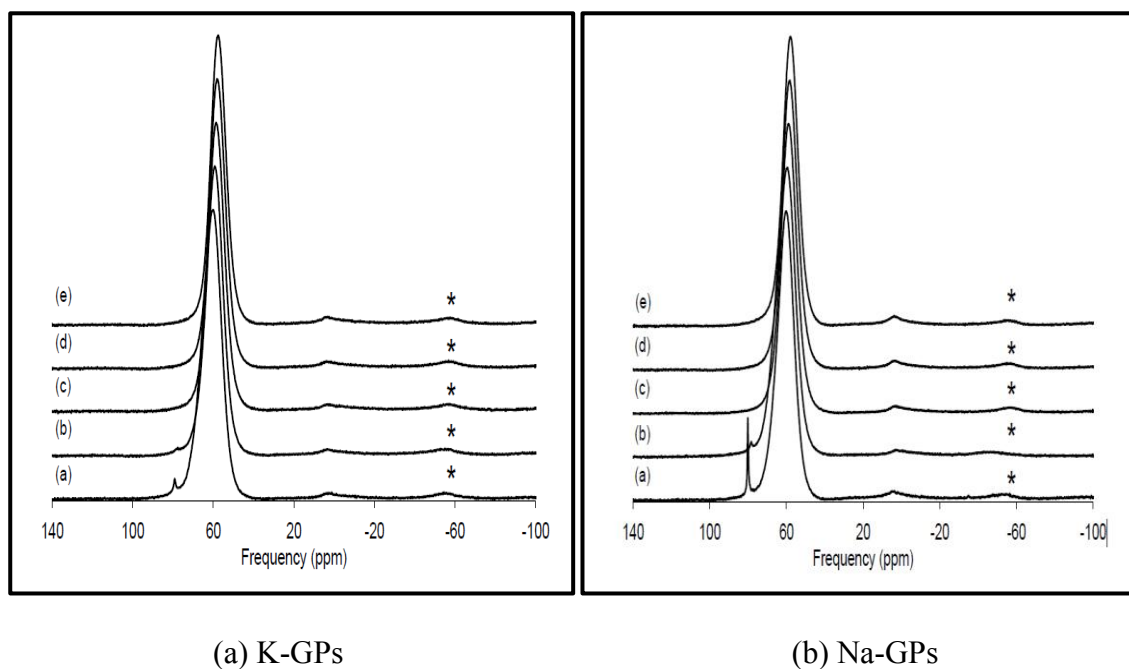 (e)
*
(d)
*
(c)
*
(b)
*
(a)
*
140 100 60 20 -20 -60 -100
Frequency (ppm)
(e)
*
(d)
*
(c)
*
(b)
*
(a)
*
140 100 60 20 -20 -60 -100
Frequency (ppm)
(a) K-GPs
(b) Na-GPs